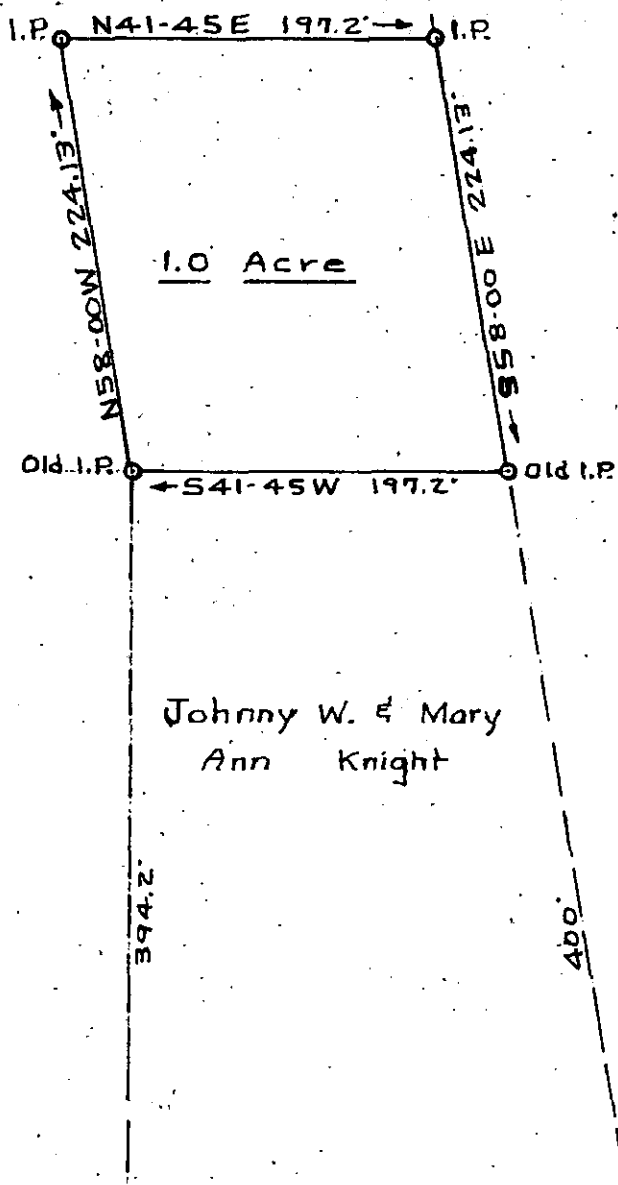 I.P. N41-45E 197.2' I.P.
N58-00W 224.13'
S58-00E 224.13'
1.0 Acre
Old I.P. Old I.P.
S41-45W 197.2'
Johnny W. & Mary
Ann Knight
394.2'
400'